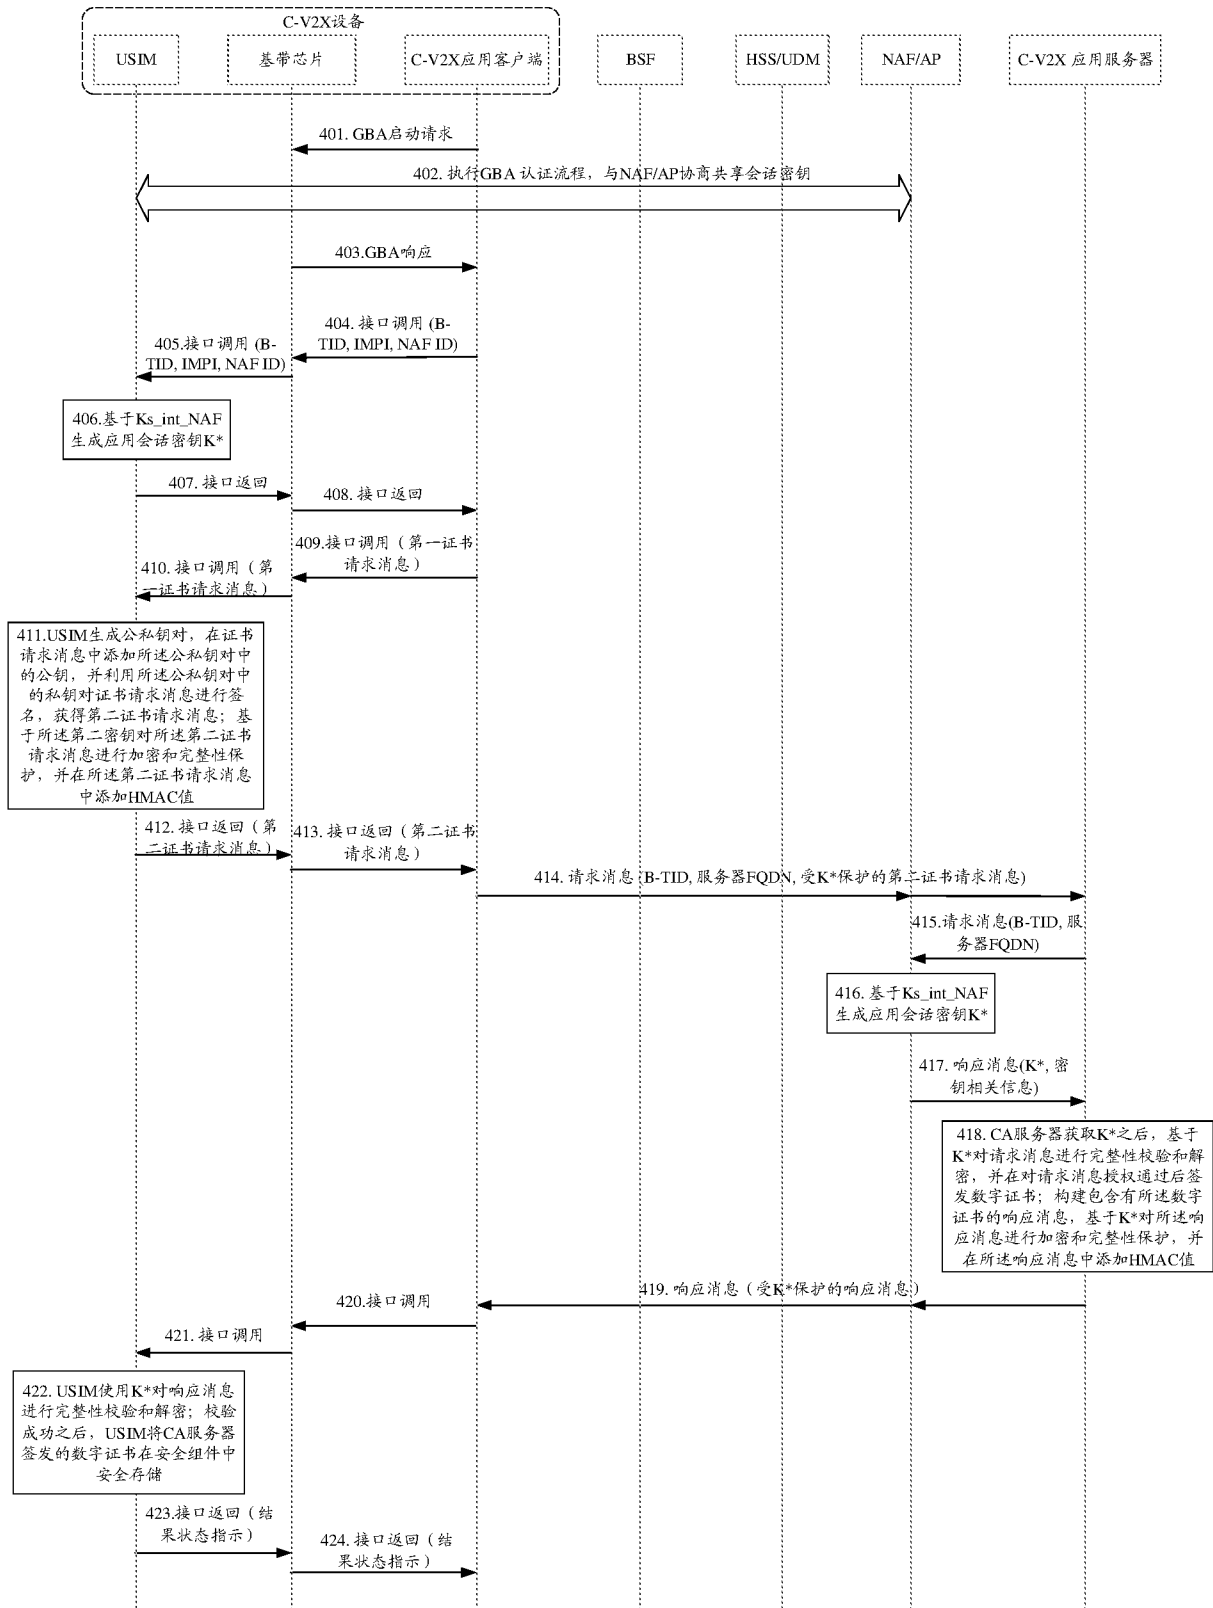 C-V2X设备
USIM
基带芯片
C-V2X应用客户端
BSF
HSS/UDM
NAF/AP
C-V2X 应用服务器
401. GBA启动请求
402. 执行GBA 认证流程，与NAF/AP协商共享会话密钥
403.GBA响应
404. 接口调用 (B-
TID, IMPI, NAF ID)
405.接口调用 (B-
TID, IMPI, NAF ID)
406.基于Ks_int_NAF
生成应用会话密钥K*
407. 接口返回
408. 接口返回
409.接口调用（第一证书
请求消息）
410. 接口调用（第
一证书请求消息）
411.USIM生成公私钥对，在证书
请求消息中添加所述公私钥对中
的公钥，并利用所述公私钥对中
的私钥对证书请求消息进行签
名，获得第二证书请求消息；基
于所述第二密钥对所述第二证书
请求消息进行加密和完整性保
护，并在所述第二证书请求消息
中添加HMAC值
412. 接口返回（第
二证书请求消息）
413. 接口返回（第二证书
请求消息）
414. 请求消息 (B-TID, 服务器FQDN, 受K*保护的第二证书请求消息)
415.请求消息(B-TID, 服
务器FQDN)
416. 基于Ks_int_NAF
生成应用会话密钥K*
417. 响应消息(K*, 密
钥相关信息)
418. CA服务器获取K*之后，基于
K*对请求消息进行完整性校验和解
密，并在对请求消息授权通过后签
发数字证书；构建包含有所述数字
证书的响应消息，基于K*对所述响
应消息进行加密和完整性保护，并
在所述响应消息中添加HMAC值
419. 响应消息（受K*保护的响应消息）
420.接口调用
421. 接口调用
422. USIM使用K*对响应消息
进行完整性校验和解密；校验
成功之后，USIM将CA服务器
签发的数字证书在安全组件中
安全存储
423.接口返回（结
果状态指示）
424. 接口返回（结
果状态指示）